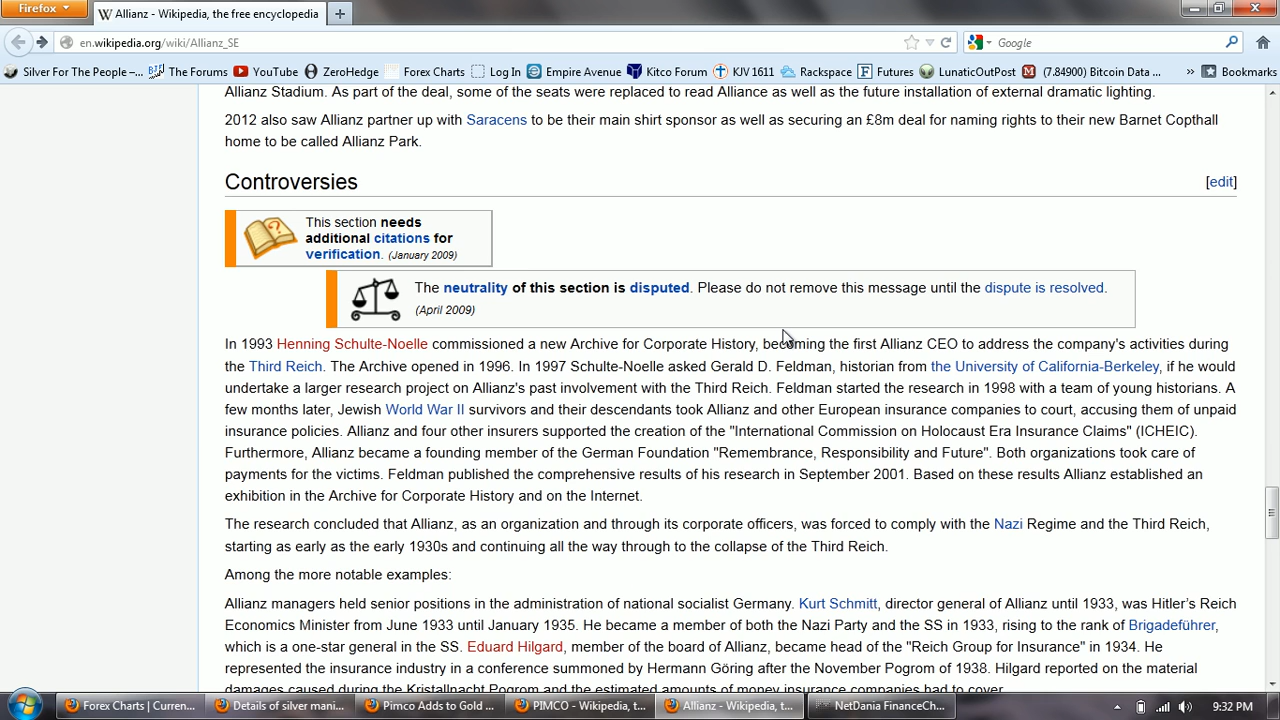 Firefox
Allianz - Wikipedia, the free encyclopedia
en.wikipedia.org/wiki/Allianz_SE
Google
Silver For The People –...
The Forums
YouTube
ZeroHedge
Forex Charts
Log In
Empire Avenue
Kitco Forum
KJV 1611
Rackspace
Futures
LunaticOutPost
(7.84900) Bitcoin Data ...
»
Bookmarks
Allianz Stadium. As part of the deal, some of the seats were replaced to read Alliance as well as the future installation of external dramatic lighting.
2012 also saw Allianz partner up with Saracens to be their main shirt sponsor as well as securing an £8m deal for naming rights to their new Barnet Copthall
home to be called Allianz Park.
Controversies
[edit]
This section needs
additional citations for
verification. (January 2009)
The neutrality of this section is disputed. Please do not remove this message until the dispute is resolved.
(April 2009)
In 1993 Henning Schulte-Noelle commissioned a new Archive for Corporate History, becoming the first Allianz CEO to address the company's activities during
the Third Reich. The Archive opened in 1996. In 1997 Schulte-Noelle asked Gerald D. Feldman, historian from the University of California-Berkeley, if he would
undertake a larger research project on Allianz's past involvement with the Third Reich. Feldman started the research in 1998 with a team of young historians. A
few months later, Jewish World War II survivors and their descendants took Allianz and other European insurance companies to court, accusing them of unpaid
insurance policies. Allianz and four other insurers supported the creation of the "International Commission on Holocaust Era Insurance Claims" (ICHEIC).
Furthermore, Allianz became a founding member of the German Foundation "Remembrance, Responsibility and Future". Both organizations took care of
payments for the victims. Feldman published the comprehensive results of his research in September 2001. Based on these results Allianz established an
exhibition in the Archive for Corporate History and on the Internet.
The research concluded that Allianz, as an organization and through its corporate officers, was forced to comply with the Nazi Regime and the Third Reich,
starting as early as the early 1930s and continuing all the way through to the collapse of the Third Reich.
Among the more notable examples:
Allianz managers held senior positions in the administration of national socialist Germany. Kurt Schmitt, director general of Allianz until 1933, was Hitler's Reich
Economics Minister from June 1933 until January 1935. He became a member of both the Nazi Party and the SS in 1933, rising to the rank of Brigadeführer,
which is a one-star general in the SS. Eduard Hilgard, member of the board of Allianz, became head of the "Reich Group for Insurance" in 1934. He
represented the insurance industry in a conference summoned by Hermann Göring after the November Pogrom of 1938. Hilgard reported on the material
damages caused during the Kristallnacht Pogrom and the estimated amounts of money insurance companies had to cover.
Forex Charts | Curren...
Details of silver mani...
Pimco Adds to Gold ...
PIMCO - Wikipedia, t...
Allianz - Wikipedia, t...
NetDania FinanceCh...
9:32 PM